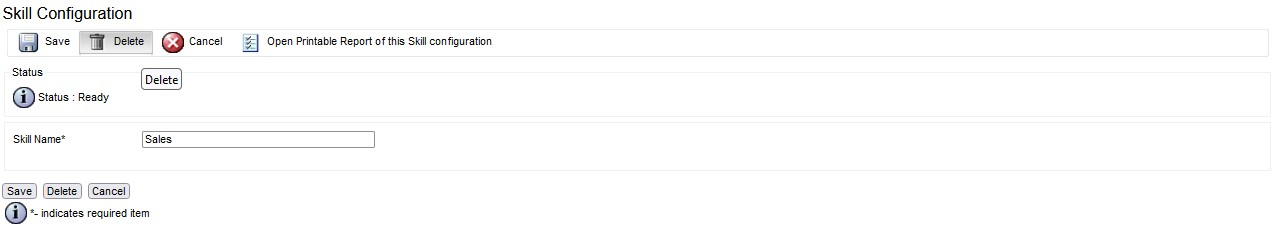 Skill Configuration
Save Delete Cancel Open Printable Report of this Skill configuration
Status
Delete
Status : Ready
Skill Name* Sales
Save Delete Cancel
*- indicates required item